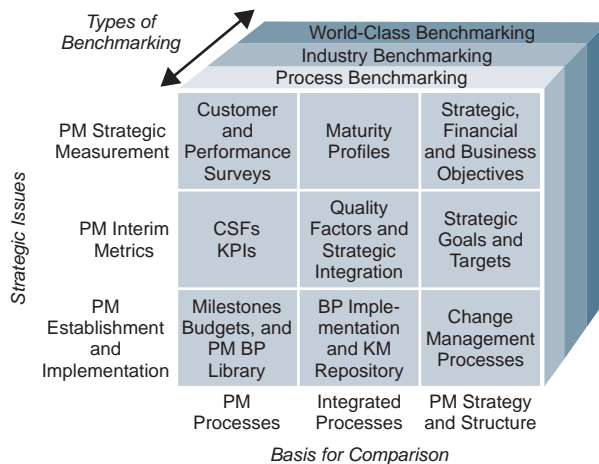 Types of
Benchmarking
World-Class Benchmarking
Industry Benchmarking
Process Benchmarking
Strategic Issues
PM Strategic
Measurement
Customer
and
Performance
Surveys
Maturity
Profiles
Strategic,
Financial
and Business
Objectives
PM Interim
Metrics
CSFs
KPIs
Quality
Factors and
Strategic
Integration
Strategic
Goals and
Targets
PM
Establishment
and
Implementation
Milestones
Budgets, and
PM BP
Library
BP Imple-
mentation
and KM
Repository
Change
Management
Processes
PM
Processes
Integrated
Processes
PM Strategy
and Structure
Basis for Comparison